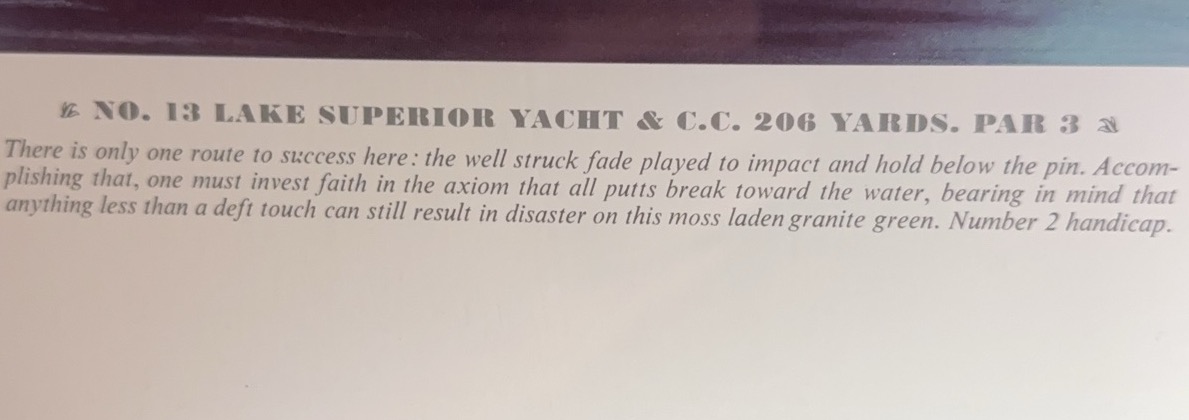 NO. 13 LAKE SUPERIOR YACHT & C.C. 206 YARDS. PAR 3
There is only one route to success here: the well struck fade played to impact and hold below the pin. Accom-
plishing that, one must invest faith in the axiom that all putts break toward the water, bearing in mind that
anything less than a deft touch can still result in disaster on this moss laden granite green. Number 2 handicap.